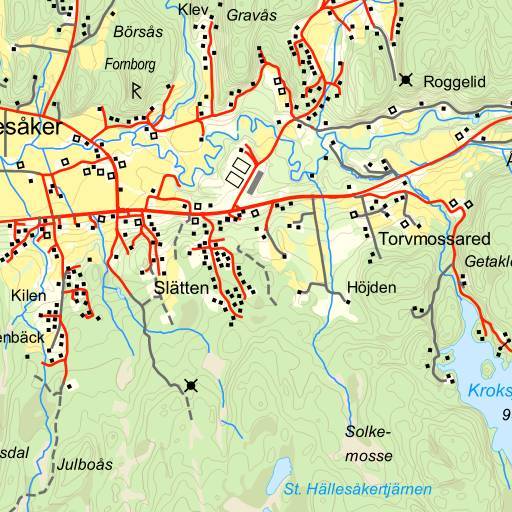 Klev
Gravås
Börsås
Fornborg
Roggelid
esåker
Torvmossared
Getakle
Kilen
Slätten
Höjden
enbäck
Kroks
9
Solke-
mosse
sdal
Julboås
St. Hällesåkertjärnen